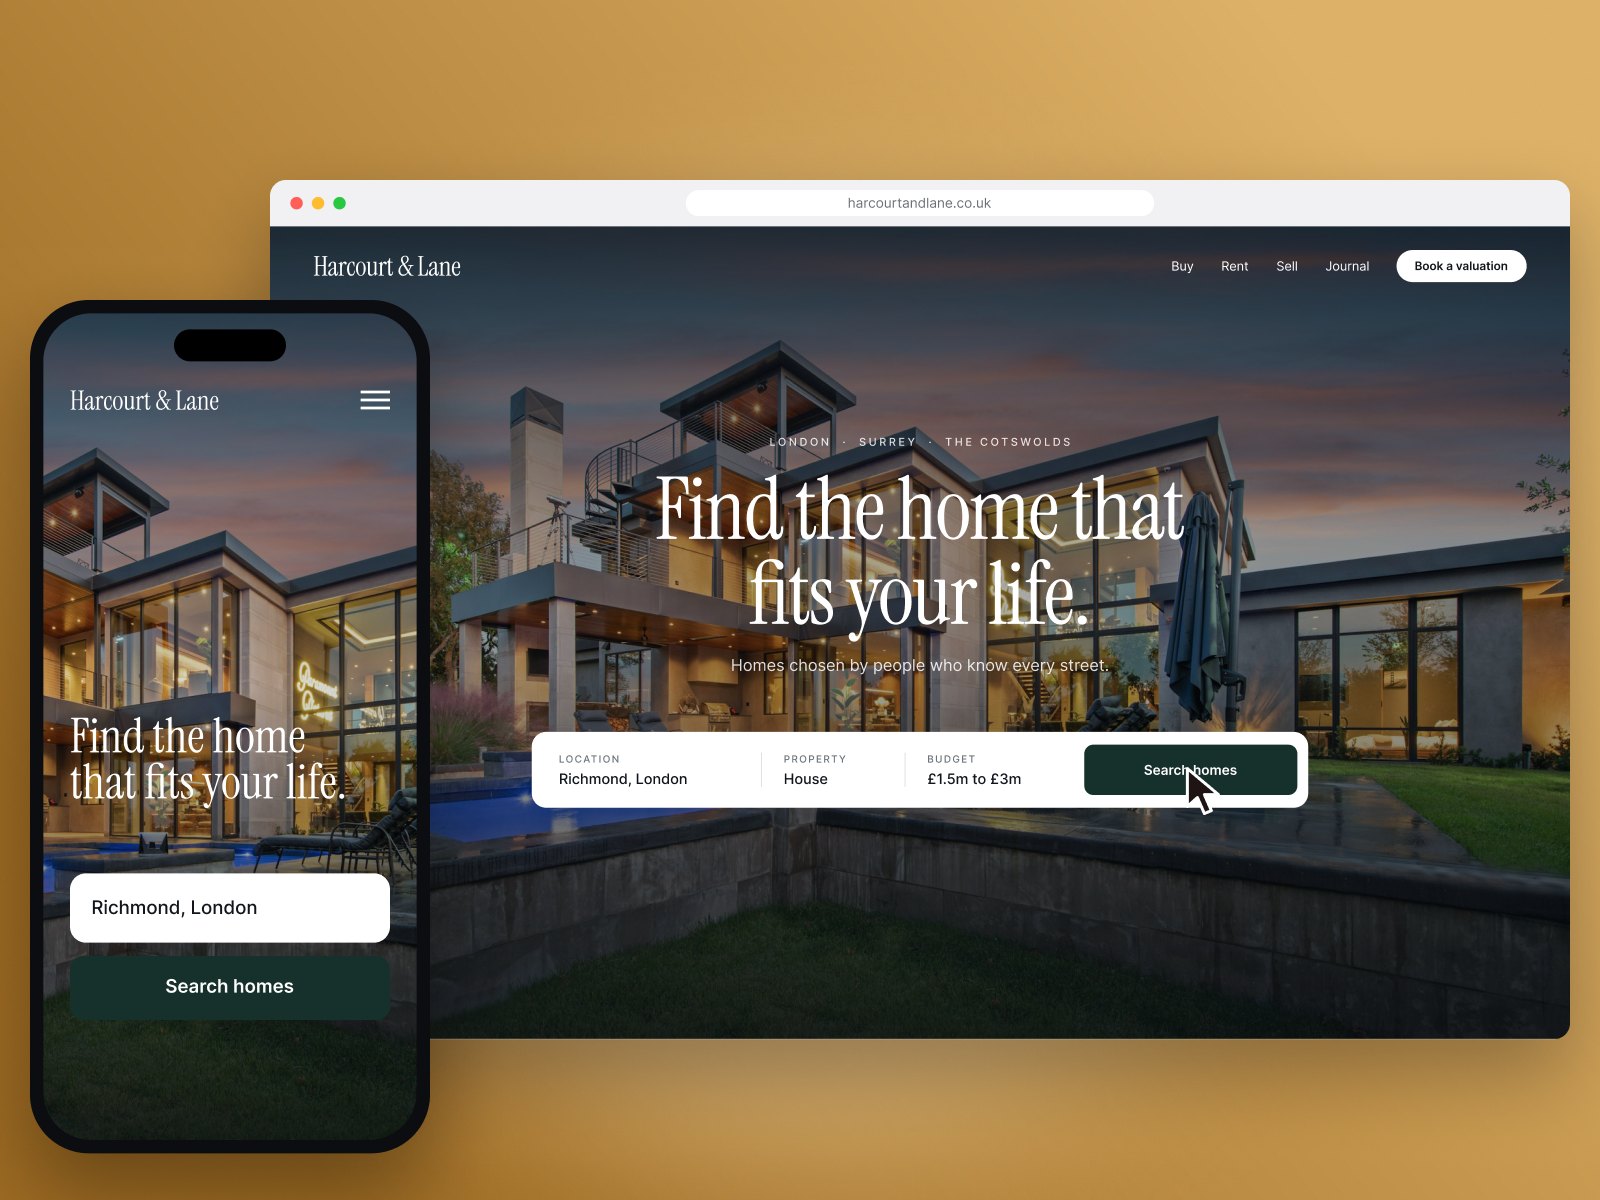 harcourtandlane.co.uk
Harcourt & Lane
Buy Rent Sell Journal Book a valuation
LONDON · SURREY · THE COTSWOLDS
Find the home that
fits your life.
Homes chosen by people who know every street.
LOCATION PROPERTY BUDGET
Richmond, London House £1.5m to £3m
Search homes
Harcourt & Lane
Paramount
Find the home
that fits your life.
Richmond, London
Search homes